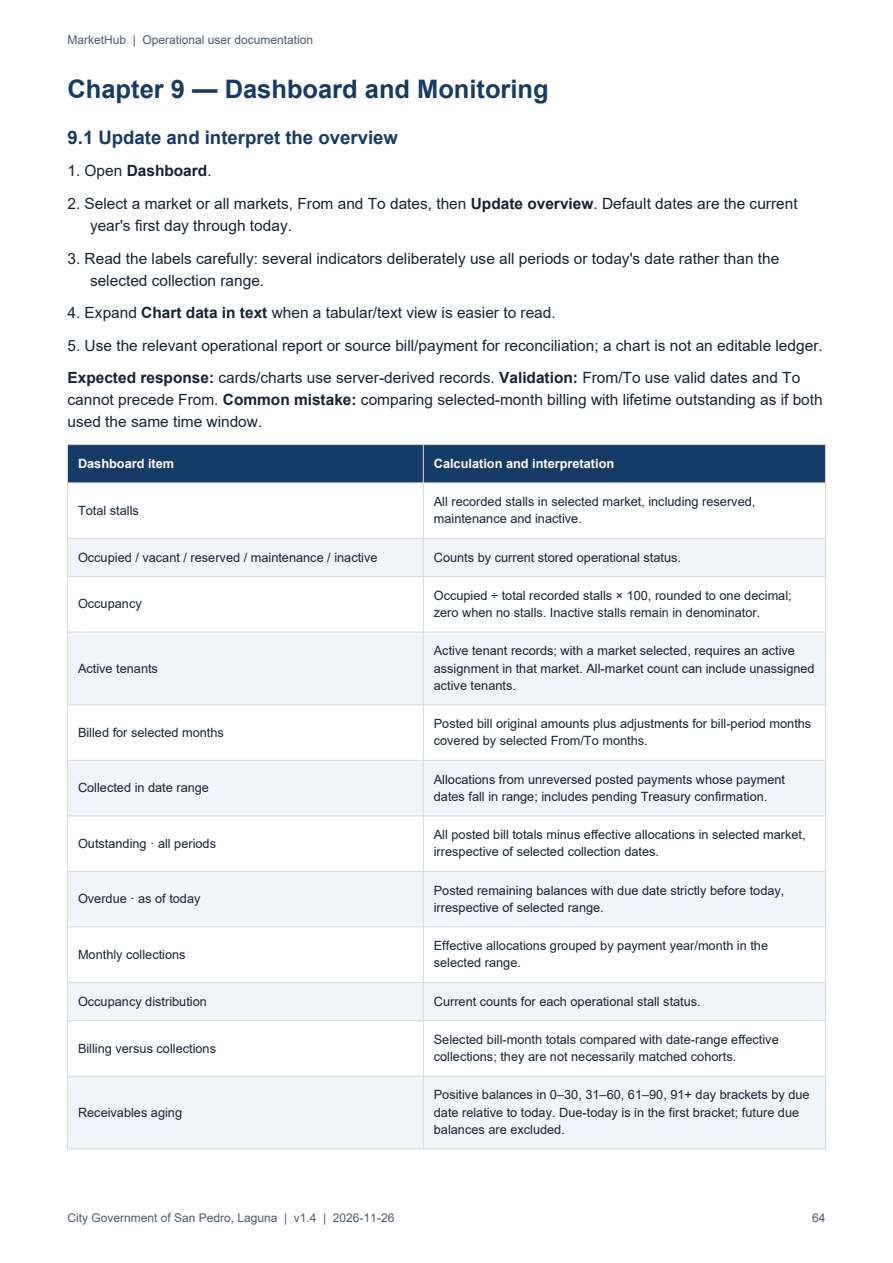 MarketHub | Operational user documentation
Chapter 9 — Dashboard and Monitoring
9.1 Update and interpret the overview
1. Open Dashboard.
2. Select a market or all markets, From and To dates, then Update overview. Default dates are the current
year's first day through today.
3. Read the labels carefully: several indicators deliberately use all periods or today's date rather than the
selected collection range.
4. Expand Chart data in text when a tabular/text view is easier to read.
5. Use the relevant operational report or source bill/payment for reconciliation; a chart is not an editable ledger.
Expected response: cards/charts use server-derived records. Validation: From/To use valid dates and To
cannot precede From. Common mistake: comparing selected-month billing with lifetime outstanding as if both
used the same time window.
Dashboard item
Calculation and interpretation
Total stalls
All recorded stalls in selected market, including reserved,
maintenance and inactive.
Occupied / vacant / reserved / maintenance / inactive
Counts by current stored operational status.
Occupancy
Occupied ÷ total recorded stalls × 100, rounded to one decimal;
zero when no stalls. Inactive stalls remain in denominator.
Active tenants
Active tenant records; with a market selected, requires an active
assignment in that market. All-market count can include unassigned
active tenants.
Billed for selected months
Posted bill original amounts plus adjustments for bill-period months
covered by selected From/To months.
Collected in date range
Allocations from unreversed posted payments whose payment
dates fall in range; includes pending Treasury confirmation.
Outstanding · all periods
All posted bill totals minus effective allocations in selected market,
irrespective of selected collection dates.
Overdue · as of today
Posted remaining balances with due date strictly before today,
irrespective of selected range.
Monthly collections
Effective allocations grouped by payment year/month in the
selected range.
Occupancy distribution
Current counts for each operational stall status.
Billing versus collections
Selected bill-month totals compared with date-range effective
collections; they are not necessarily matched cohorts.
Receivables aging
Positive balances in 0–30, 31–60, 61–90, 91+ day brackets by due
date relative to today. Due-today is in the first bracket; future due
balances are excluded.
City Government of San Pedro, Laguna | v1.4 | 2026-11-26
64